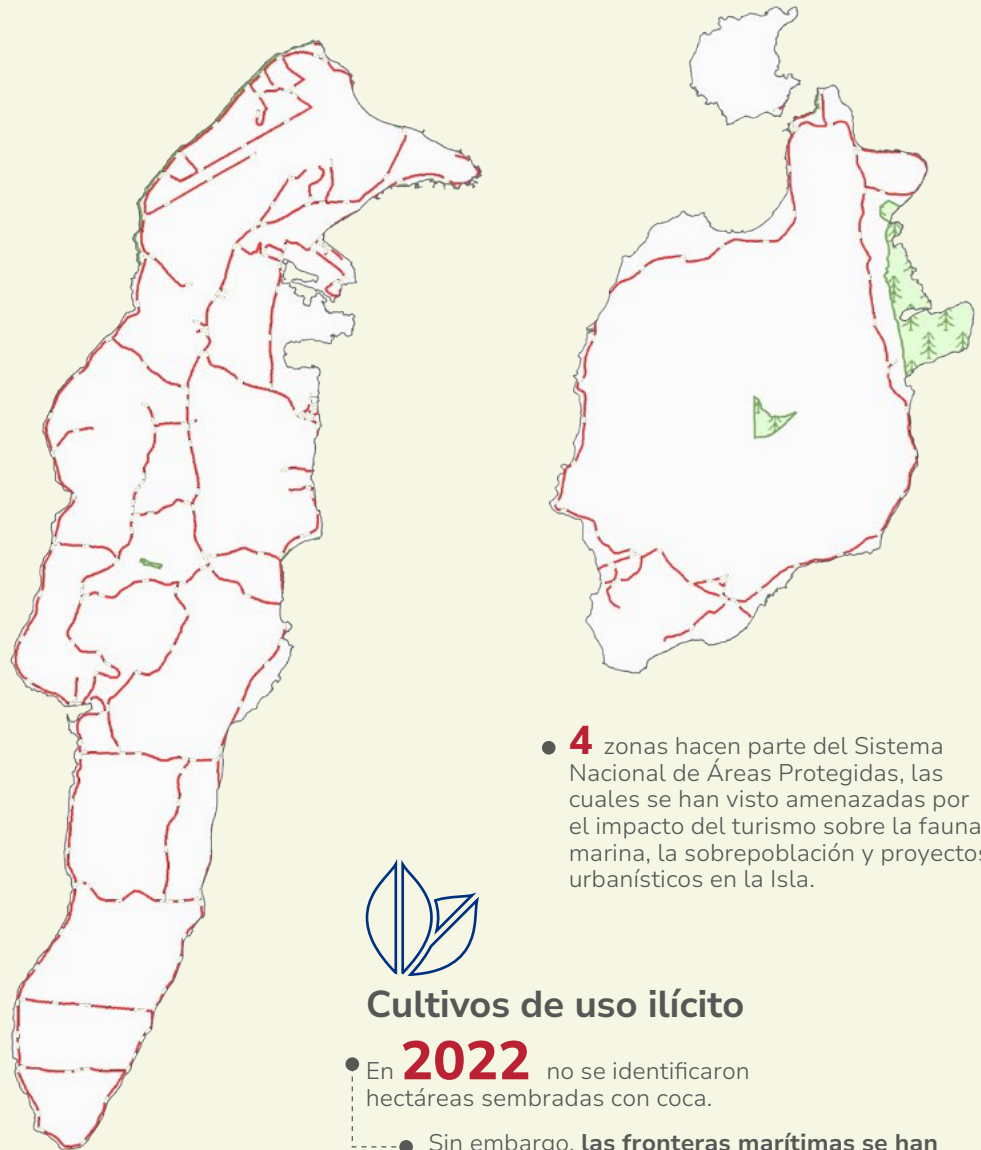 4 zonas hacen parte del Sistema
Nacional de Áreas Protegidas, las
cuales se han visto amenazadas por
el impacto del turismo sobre la fauna
marina, la sobrepoblación y proyectos
urbanísticos en la Isla.
Cultivos de uso ilícito
En 2022 no se identificaron
hectáreas sembradas con coca.
Sin embargo, las fronteras marítimas se han